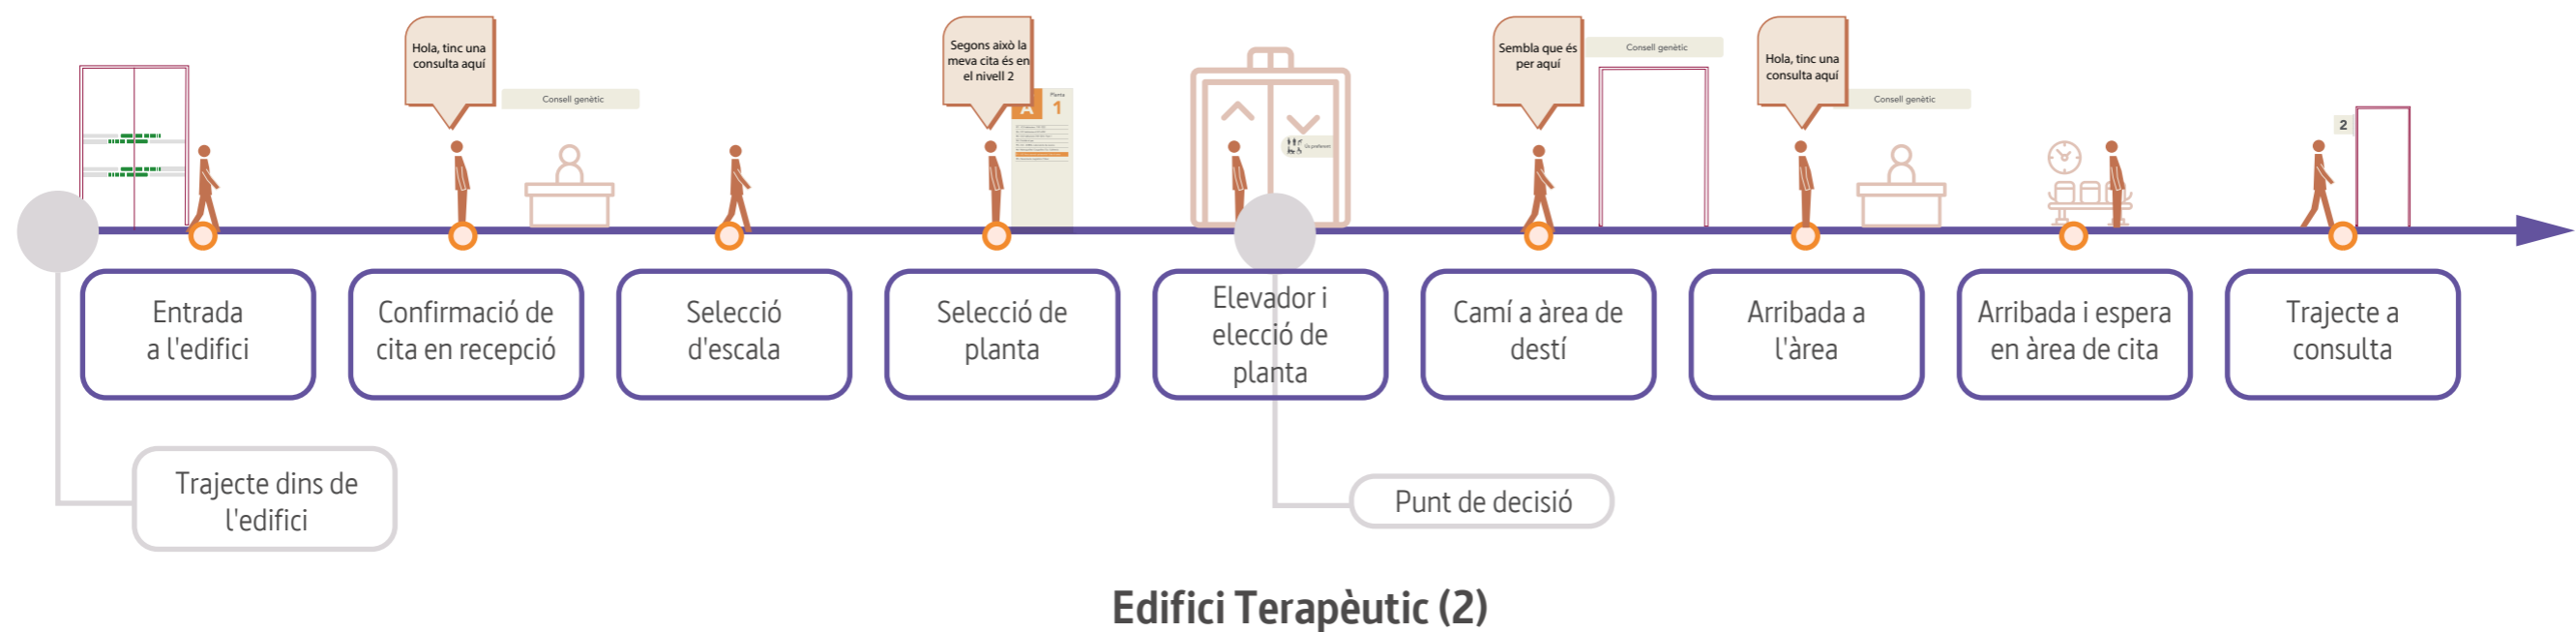 Hola, tinc una
consulta aquí
Consell genètic
Segons això la
meva cita és en
el nivell 2
A
Planta
1
Ús preferent
Sembla que és
per aquí
Consell genètic
Hola, tinc una
consulta aquí
Consell genètic
2
Entrada
a l'edifici
Confirmació de
cita en recepció
Selecció
d'escala
Selecció de
planta
Elevador i
elecció de
planta
Camí a àrea de
destí
Arribada a
l'àrea
Arribada i espera
en àrea de cita
Trajecte a
consulta
Trajecte dins de
l'edifici
Punt de decisió
Edifici Terapèutic (2)